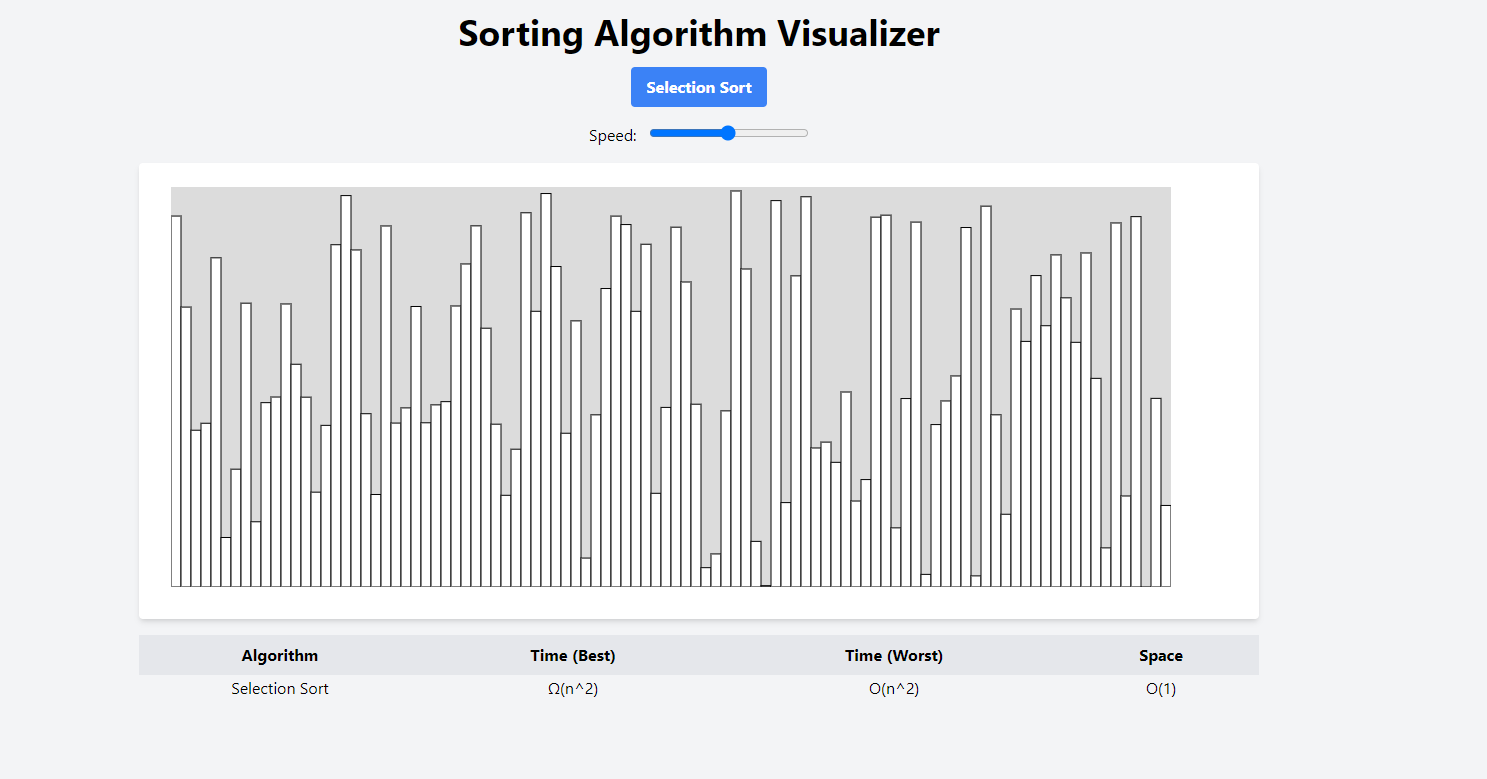 Sorting Algorithm Visualizer
Selection Sort
Speed:
Algorithm Time (Best) Time (Worst) Space
Selection Sort Ω(n^2) O(n^2) O(1)